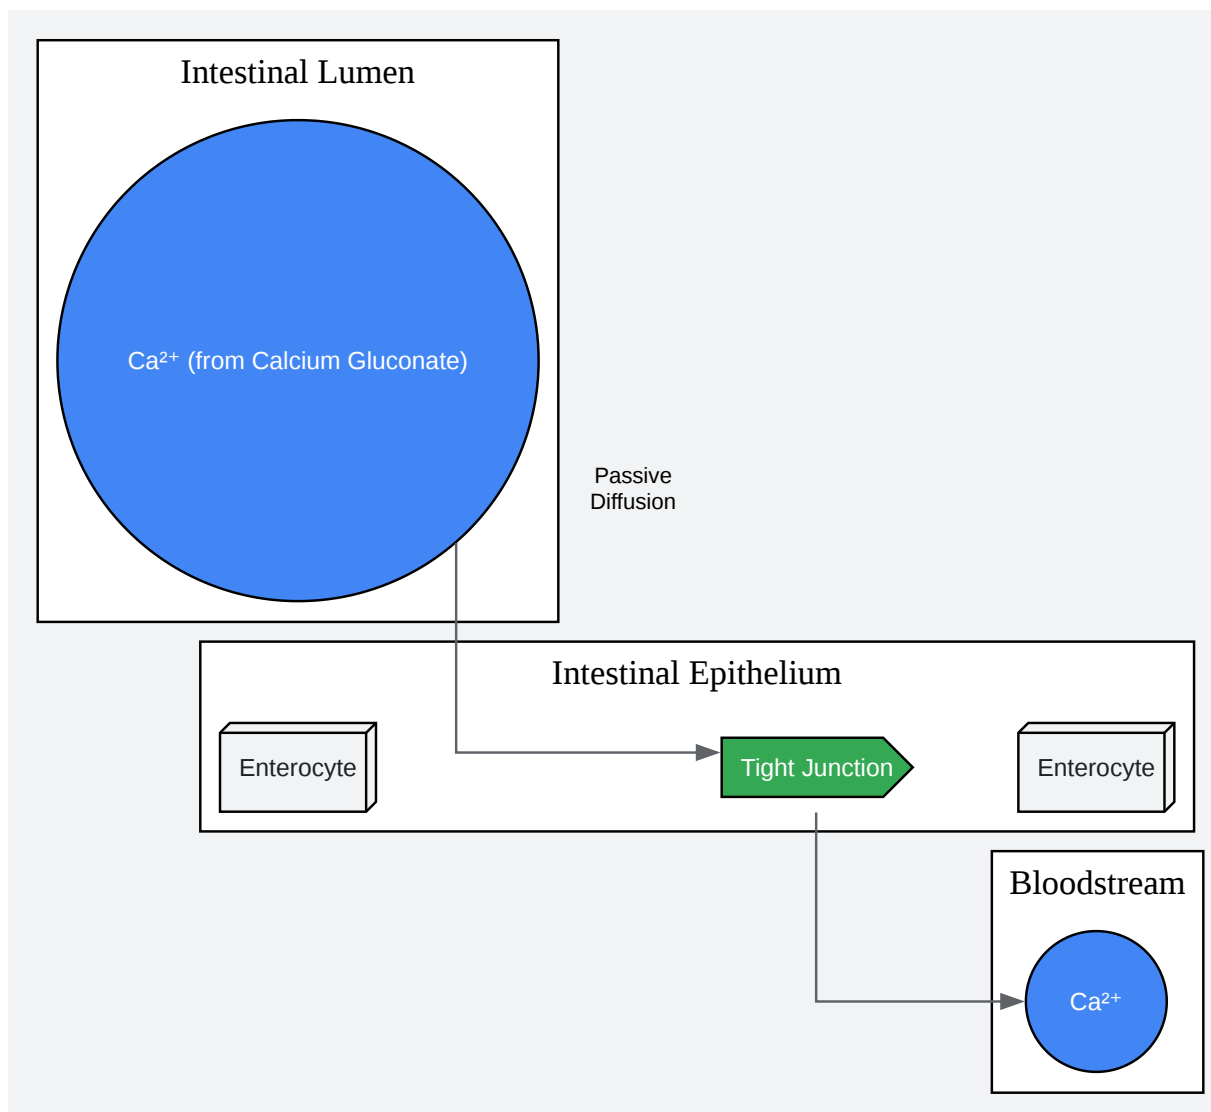 Intestinal Lumen
Ca²⁺ (from Calcium Gluconate)
Passive
Diffusion
Intestinal Epithelium
Enterocyte
Tight Junction
Enterocyte
Bloodstream
Ca²⁺